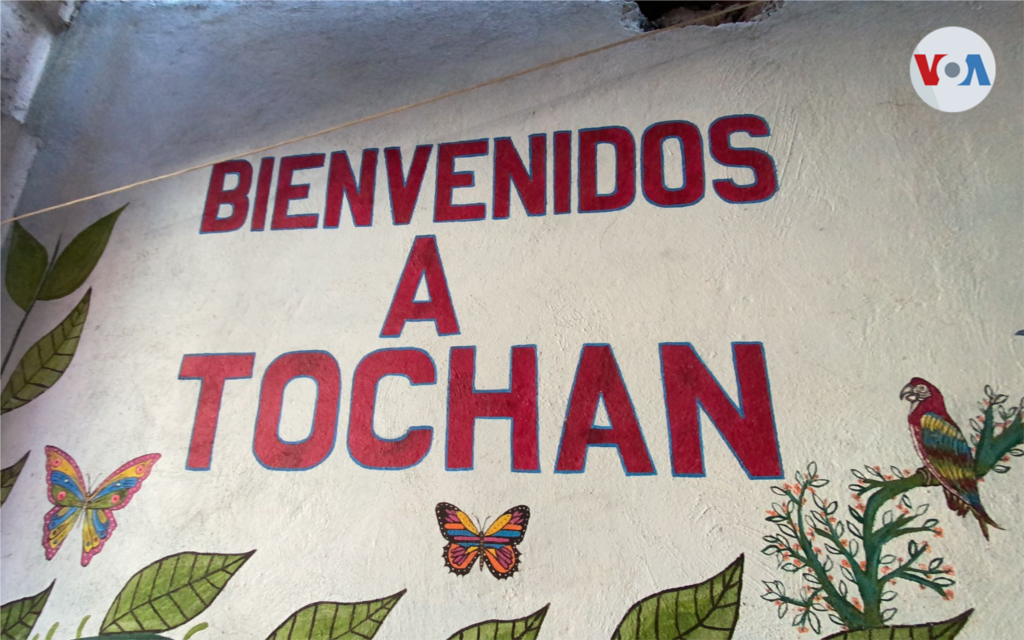 VOA
BIENVENIDOS
A
TOCHAN